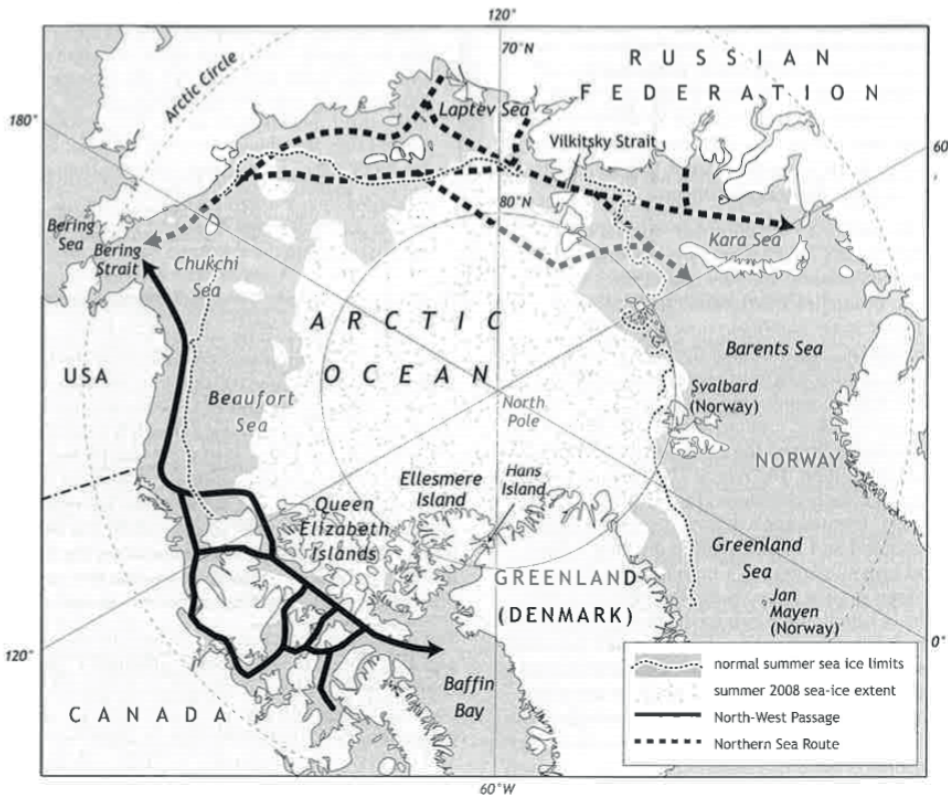 120°
70°N
RUSSIAN
FEDERATION
Arctic Circle
Laptev Sea
180°
Vilkitsky Strait
60
80°N
Bering
Sea
Bering
Strait
Kara Sea
Chukchi
Sea
ARCTIC
OCEAN
Barents Sea
USA
Beaufort
Sea
Svalbard
(Norway)
North
Pole
NORWAY
Hans
Island
Ellesmere
Island
Queen
Elizabeth
Islands
Greenland
Sea
GREENLAND
(DENMARK)
Jan
Mayen
(Norway)
120°
0°
Baffin
Bay
CANADA
normal summer sea ice limits
summer 2008 sea-ice extent
North-West Passage
Northern Sea Route
60°W